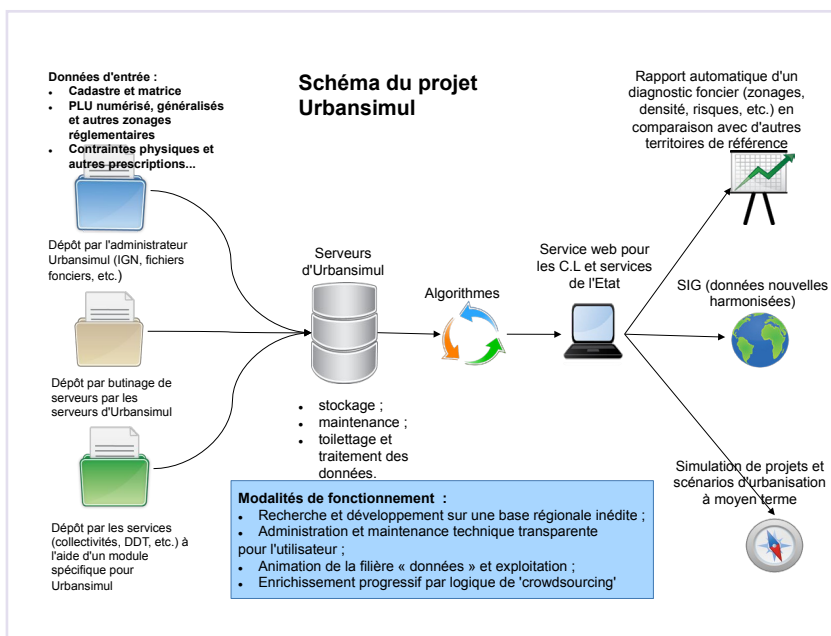 Schéma du projet
Urbansimul
Données d'entrée :
• Cadastre et matrice
• PLU numérisé, généralisés
et autres zonages
réglementaires
• Contraintes physiques et
autres prescriptions...
Dépôt par l'administrateur
Urbansimul (IGN, fichiers
fonciers, etc.)
Dépôt par butinage de
serveurs par les
serveurs d'Urbansimul
Dépôt par les services
(collectivités, DDT, etc.) à
l'aide d'un module
spécifique pour
Urbansimul
Serveurs
d'Urbansimul
• stockage ;
• maintenance ;
• toilettage et
traitement des
données.
Algorithmes
Service web pour
les C.L et services
de l'Etat
Rapport automatique d'un
diagnostic foncier (zonages,
densité, risques, etc.) en
comparaison avec d'autres
territoires de référence
SIG (données nouvelles
harmonisées)
Simulation de projets et
scénarios d'urbanisation
à moyen terme
Modalités de fonctionnement :
• Recherche et développement sur une base régionale inédite ;
• Administration et maintenance technique transparente
pour l'utilisateur ;
• Animation de la filière « données » et exploitation ;
• Enrichissement progressif par logique de 'crowdsourcing'